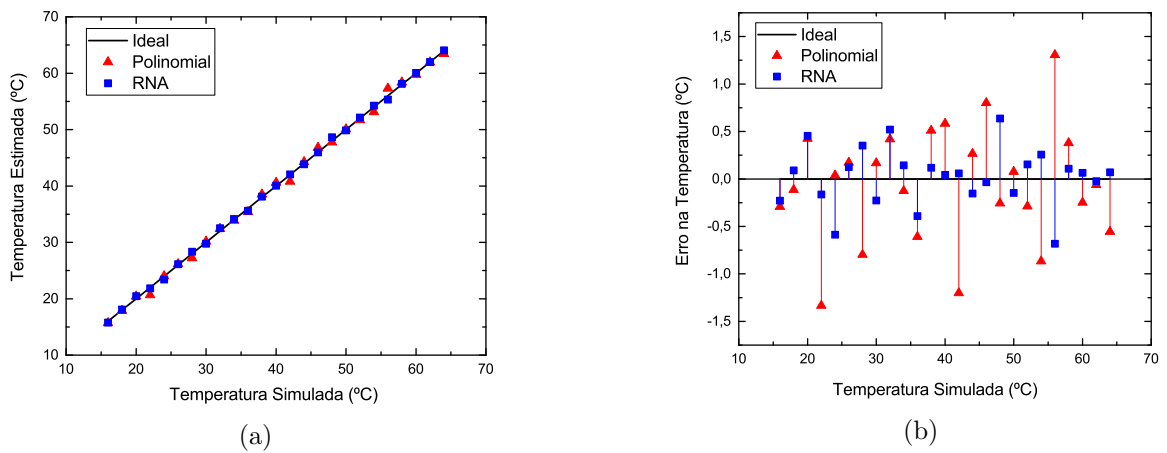 70
60
50
40
30
20
10
10 20 30 40 50 60 70
Temperatura Estimada (ºC)
Temperatura Simulada (ºC)
Ideal
Polinomial
RNA
(a)
1,5
1,0
0,5
0,0
-0,5
-1,0
-1,5
10 20 30 40 50 60 70
Erro na Temperatura (ºC)
Temperatura Simulada (ºC)
Ideal
Polinomial
RNA
(b)